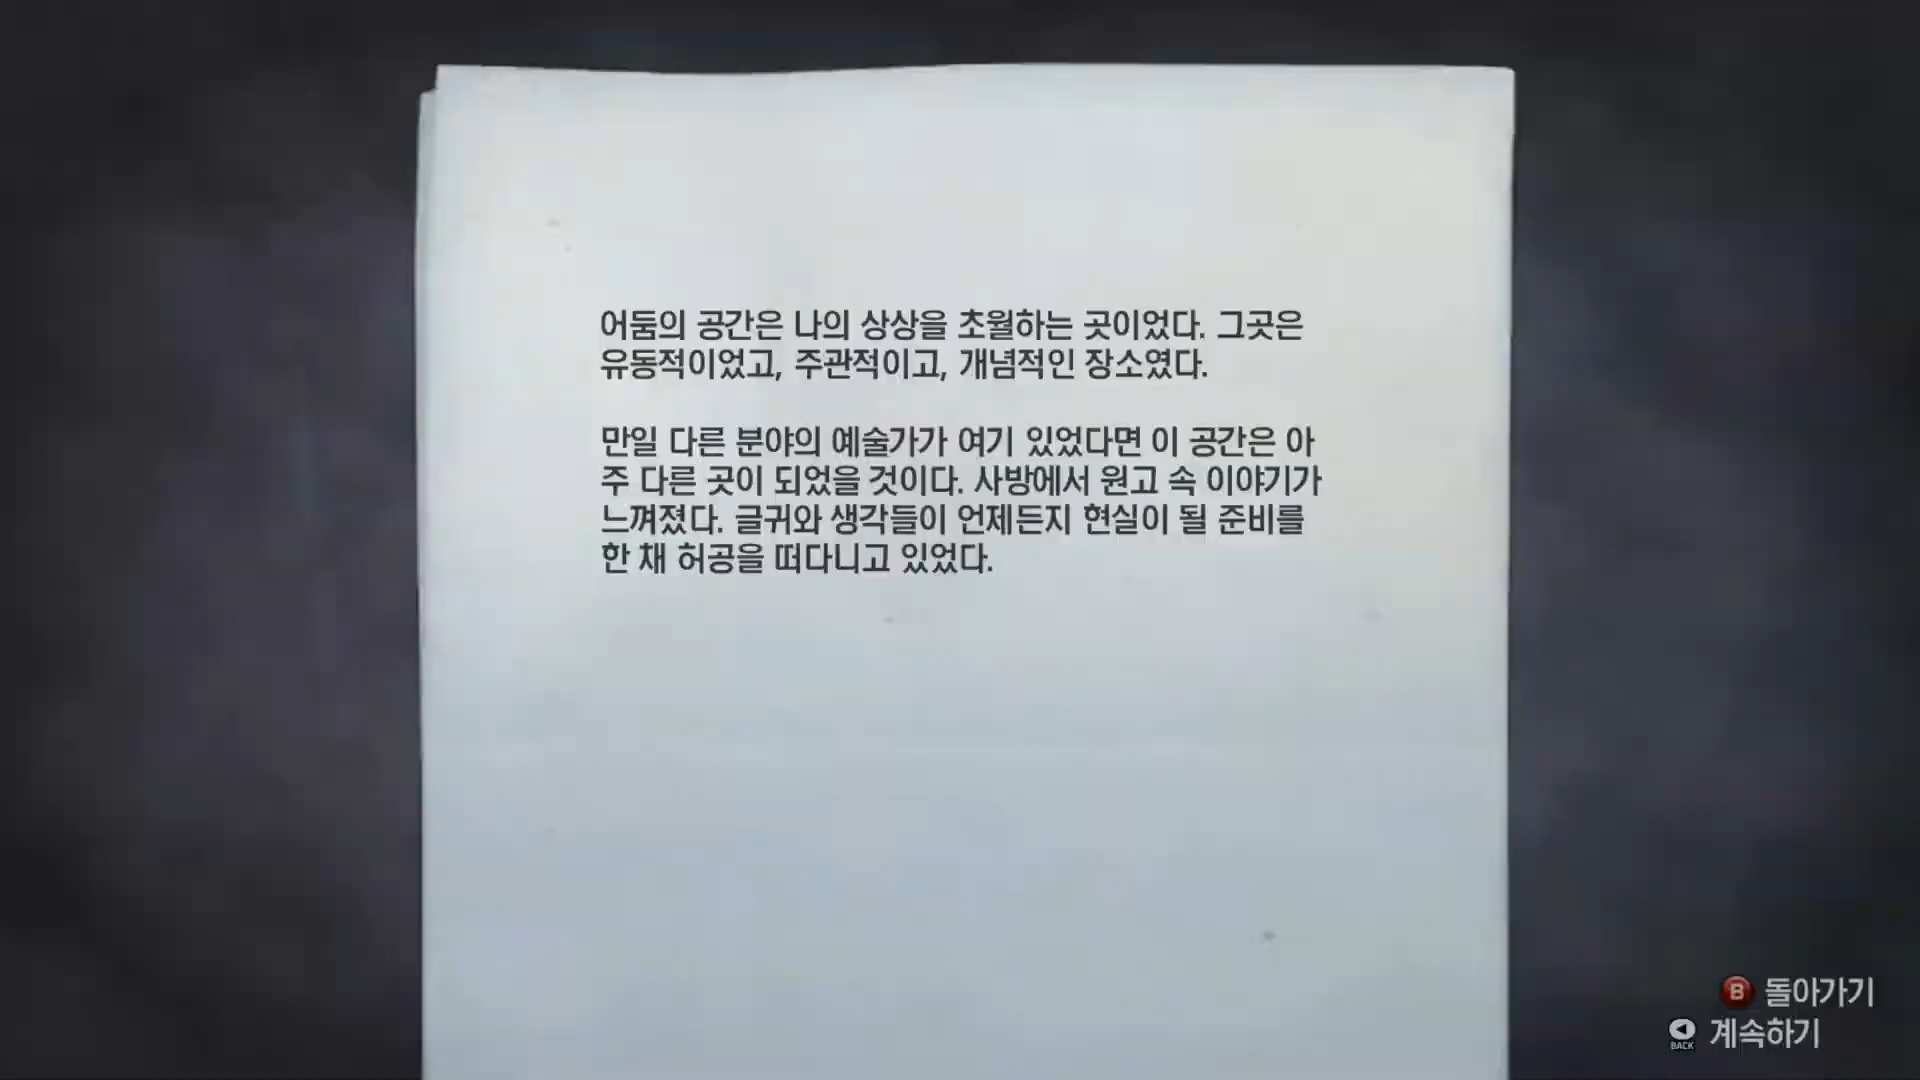 어둠의 공간은 나의 상상을 초월하는 곳이었다. 그곳은
유동적이었고, 주관적이고, 개념적인 장소였다.
만일 다른 분야의 예술가가 여기 있었다면 이 공간은 아
주 다른 곳이 되었을 것이다. 사방에서 원고 속 이야기가
느껴졌다. 글귀와 생각들이 언제든지 현실이 될 준비를
한 채 허공을 떠다니고 있었다.
B 돌아가기
BACK 계속하기